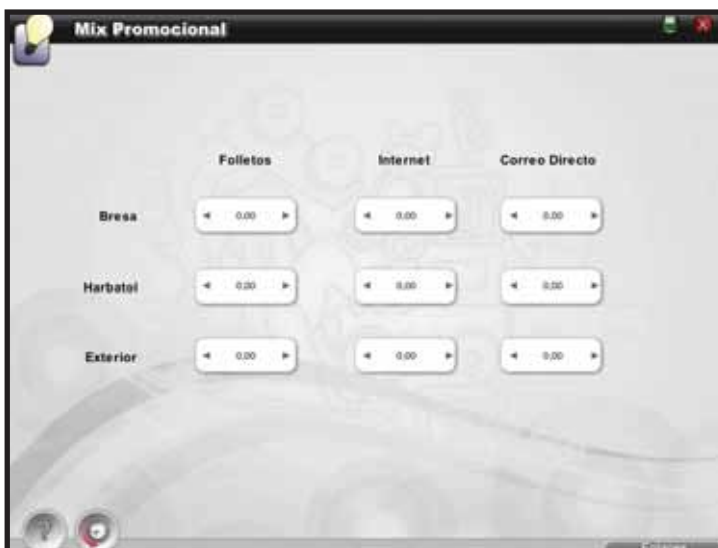 Mix Promocional
Folletos Internet Correo Directo
Bresa 0,00 0,00 0,00
Harbatol 0,00 0,00 0,00
Exterior 0,00 0,00 0,00